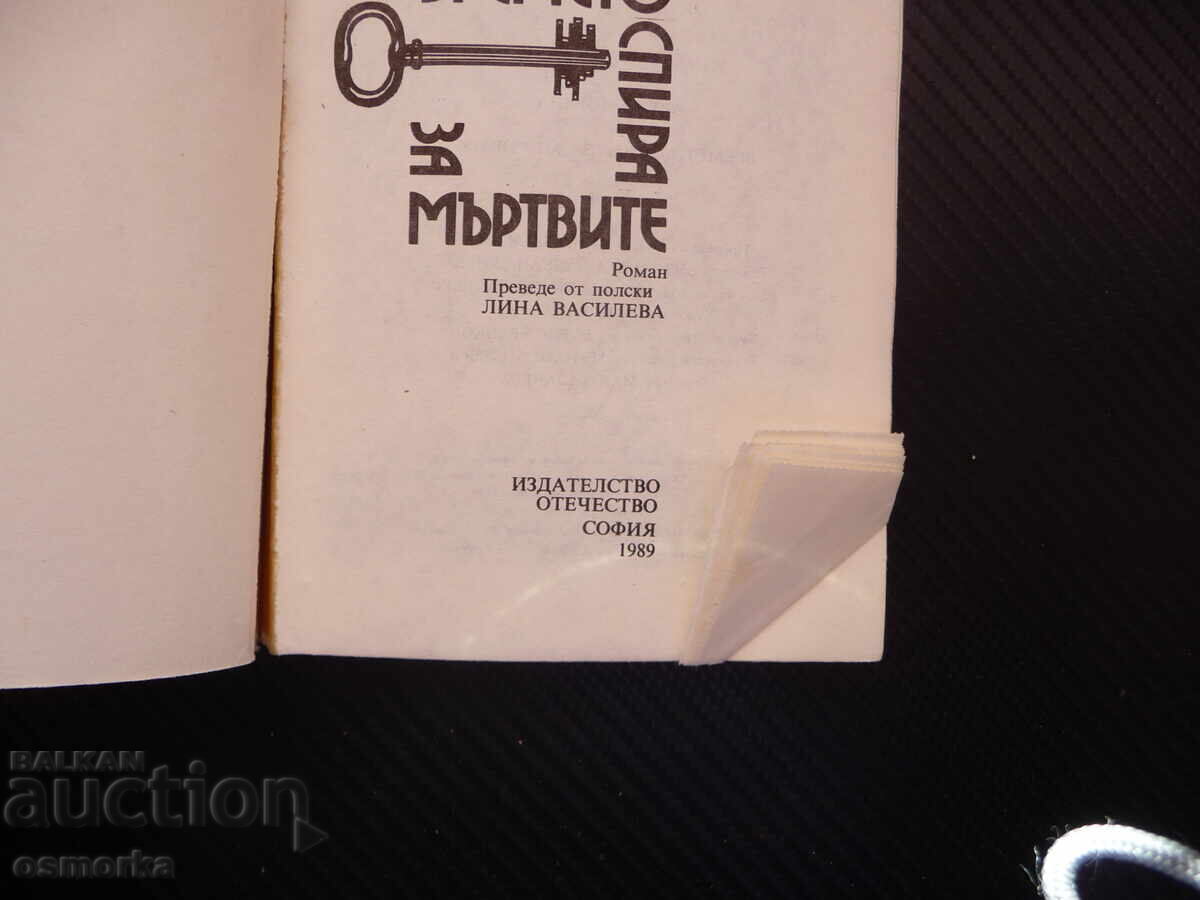 СПИРА
ЗА
МЪРТВИТЕ
Роман
Преведе от полски
ЛИНА ВАСИЛЕВА
ИЗДАТЕЛСТВО
ОТЕЧЕСТВО
СОФИЯ
1989
BALKAN
auction
osmorka